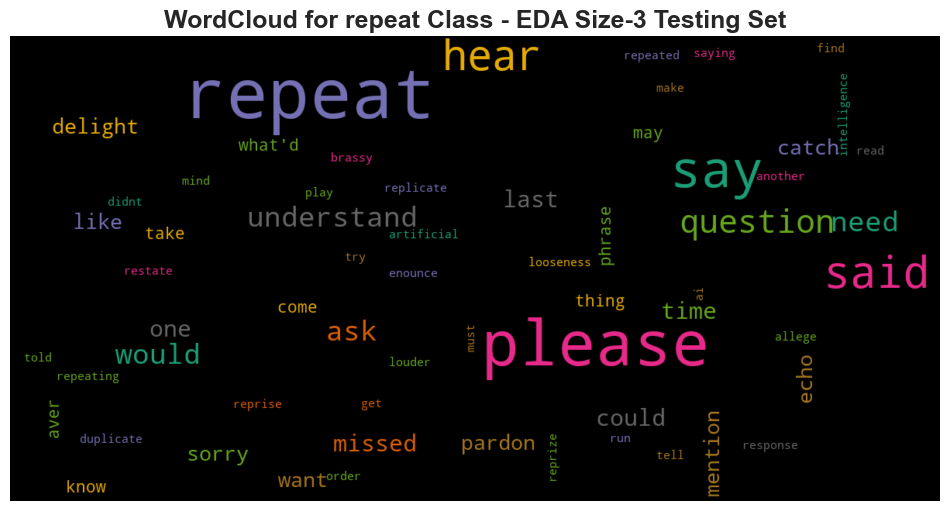 WordCloud for repeat Class - EDA Size-3 Testing Set
hear
repeated
saying
find
make
repeat
intelligence
delight
may
what'd
catch
read
brassy
say
another
mind
replicate
play
last
didnt
understand
like
phrase
question
need
take
artificial
try
looseness
restate
enounce
said
ai
thing
come
time
one
ask
please
must
allege
would
told
louder
echo
repeating
reprise
get
aver
could
mention
duplicate
missed
pardon
run
response
sorry
reprize
tell
want
order
know